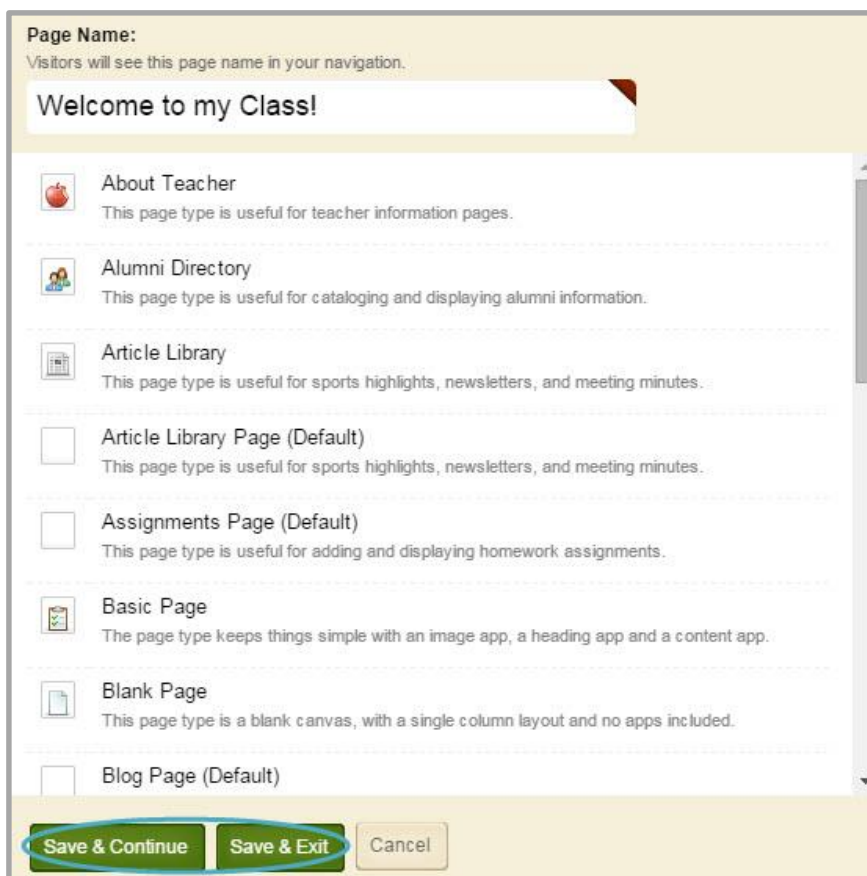 Page Name:
Visitors will see this page name in your navigation.
Welcome to my Class!
About Teacher
This page type is useful for teacher information pages.
Alumni Directory
This page type is useful for cataloging and displaying alumni information.
Article Library
This page type is useful for sports highlights, newsletters, and meeting minutes.
Article Library Page (Default)
This page type is useful for sports highlights, newsletters, and meeting minutes.
Assignments Page (Default)
This page type is useful for adding and displaying homework assignments.
Basic Page
The page type keeps things simple with an image app, a heading app and a content app.
Blank Page
This page type is a blank canvas, with a single column layout and no apps included.
Blog Page (Default)
Save & Continue Save & Exit Cancel